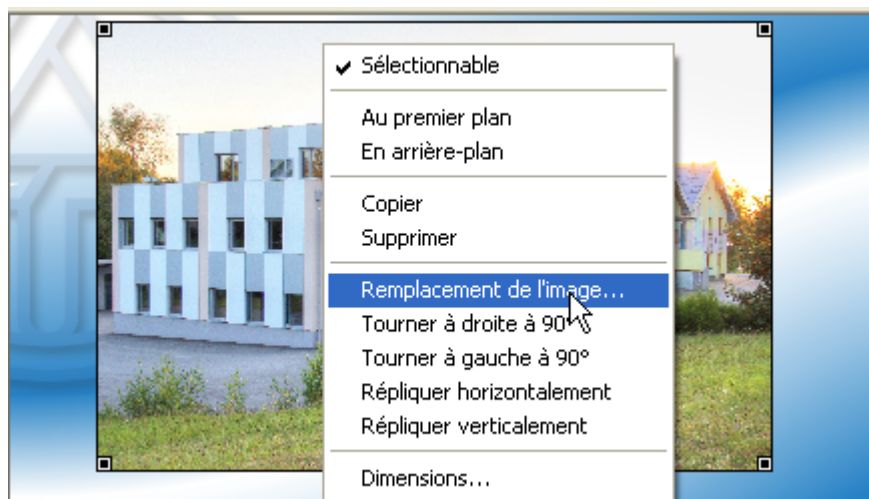 Sélectionnable
Au premier plan
En arrière-plan
Copier
Supprimer
Remplacement de l'image...
Tourner à droite à 90°
Tourner à gauche à 90°
Répliquer horizontalement
Répliquer verticalement
Dimensions...